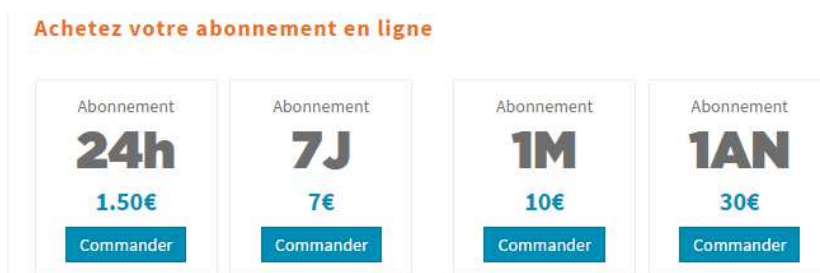 Achetez votre abonnement en ligne
Abonnement
24h
1.50€
Commander
Abonnement
7J
7€
Commander
Abonnement
1M
10€
Commander
Abonnement
1AN
30€
Commander